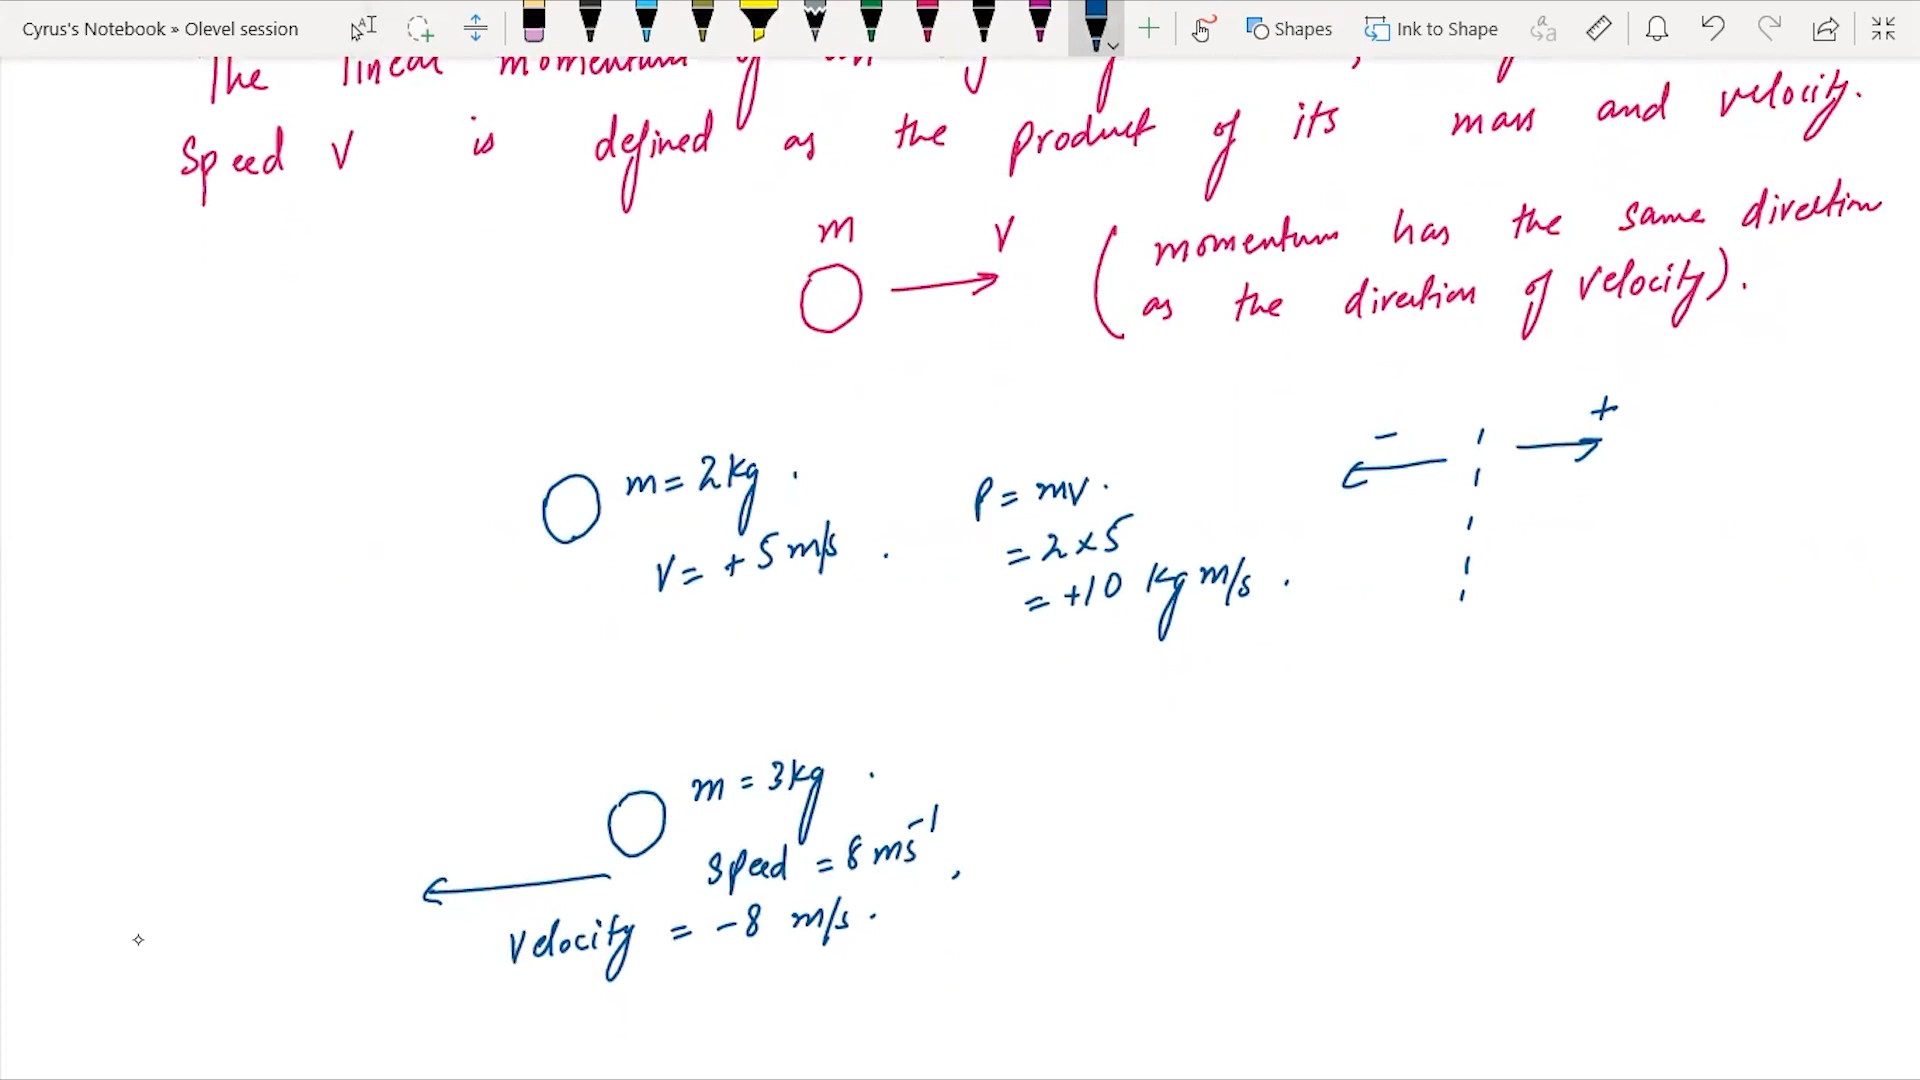 Cyrus's Notebook » Olevel session
Shapes
Ink to Shape
The linear momentum of
speed v is defined as the product of its mass and velocity.
m
v
(momentum has the same direction
as the direction of velocity).
- +
m = 2kg.
v = +5 m/s.
P = mv.
= 2 × 5
= +10 kg m/s.
m = 3kg.
speed = 8 ms⁻¹,
velocity = -8 m/s.